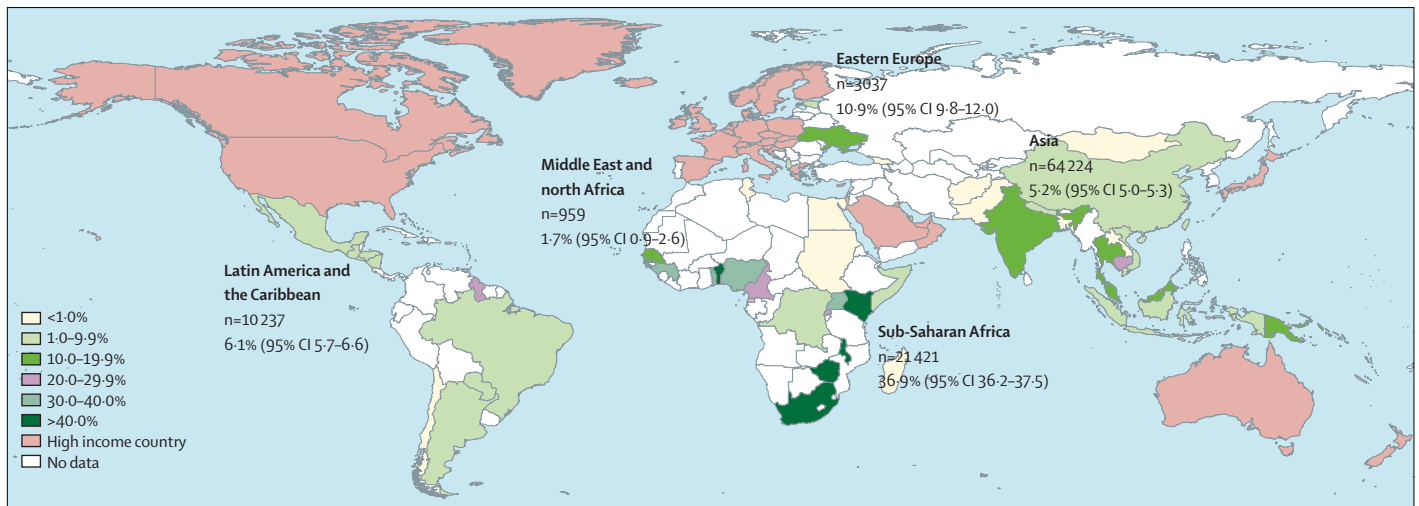 Eastern Europe
n=3037
10·9% (95% CI 9·8–12·0)
Asia
n=64 224
5·2% (95% CI 5·0–5·3)
Middle East and
north Africa
n=959
1·7% (95% CI 0·9–2·6)
Latin America and
the Caribbean
n=10 237
6·1% (95% CI 5·7–6·6)
Sub-Saharan Africa
n=21 421
36·9% (95% CI 36·2–37·5)
<1·0%
1·0–9·9%
10·0–19·9%
20·0–29·9%
30·0–40·0%
>40·0%
High income country
No data